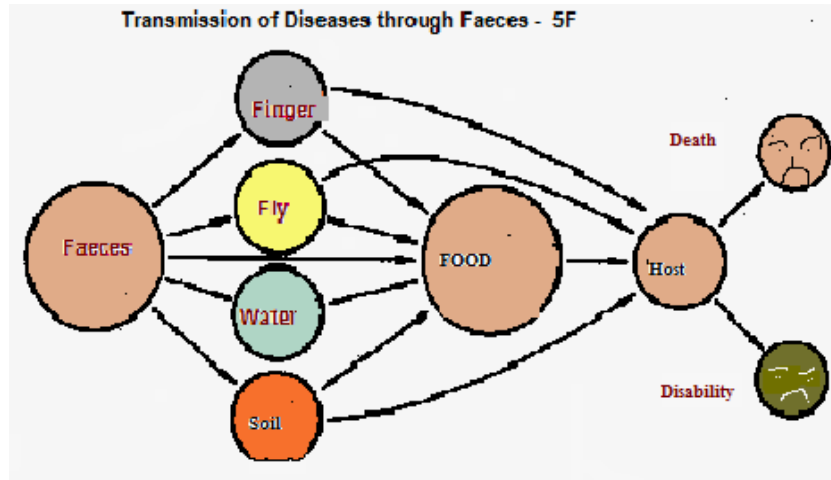 Transmission of Diseases through Faeces - 5F
Finger
Death
Fly
Faeces
FOOD
Host
Water
Disability
Soil